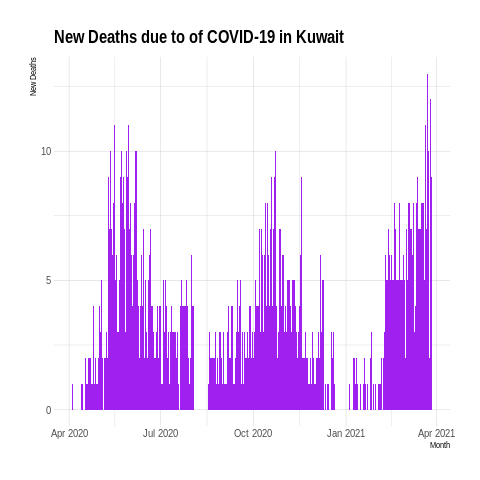 New Deaths due to of COVID-19 in Kuwait
New Deaths
10
5
0
Apr 2020 Jul 2020 Oct 2020 Jan 2021 Apr 2021
Month